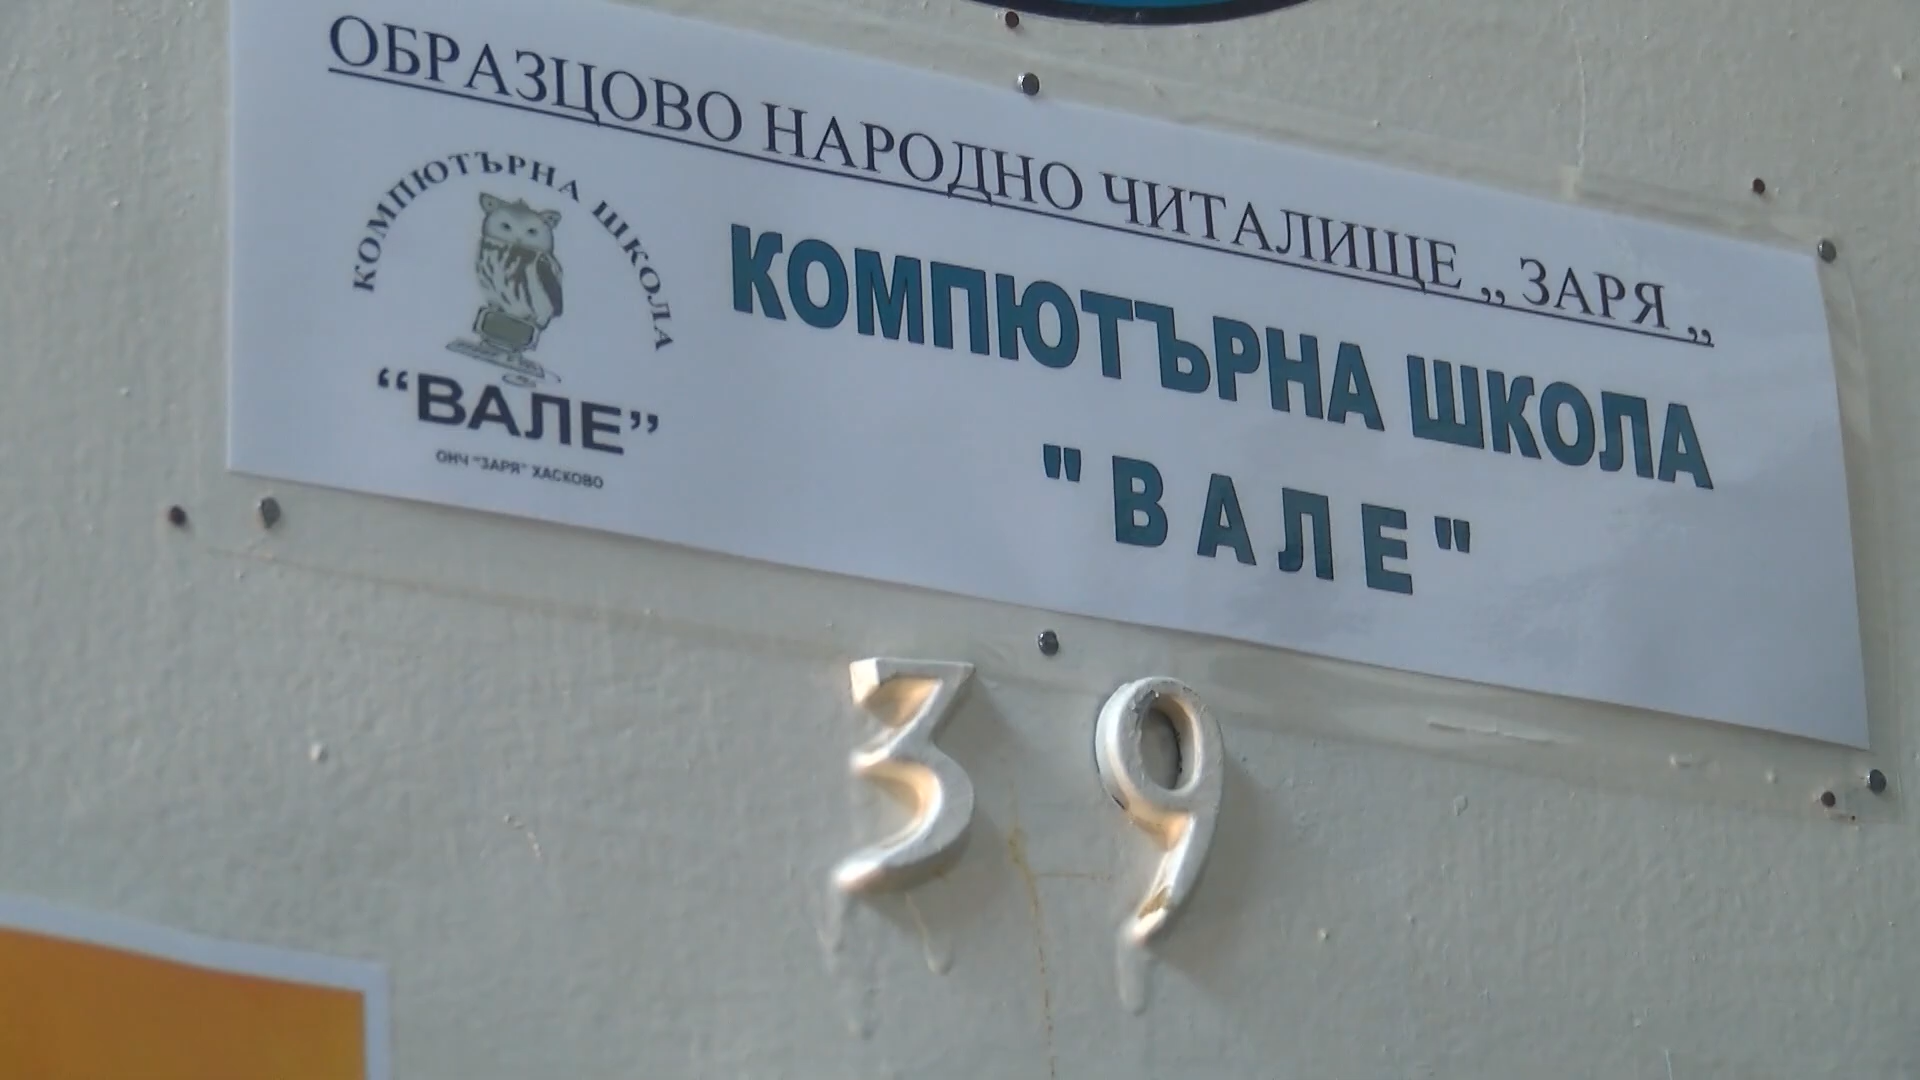 ОБРАЗЦОВО НАРОДНО ЧИТАЛИЩЕ „ ЗАРЯ „
КОМПЮТЪРНА ШКОЛА
“ВАЛЕ”
ОНЧ "ЗАРЯ" ХАСКОВО
КОМПЮТЪРНА ШКОЛА
"ВАЛЕ"
39